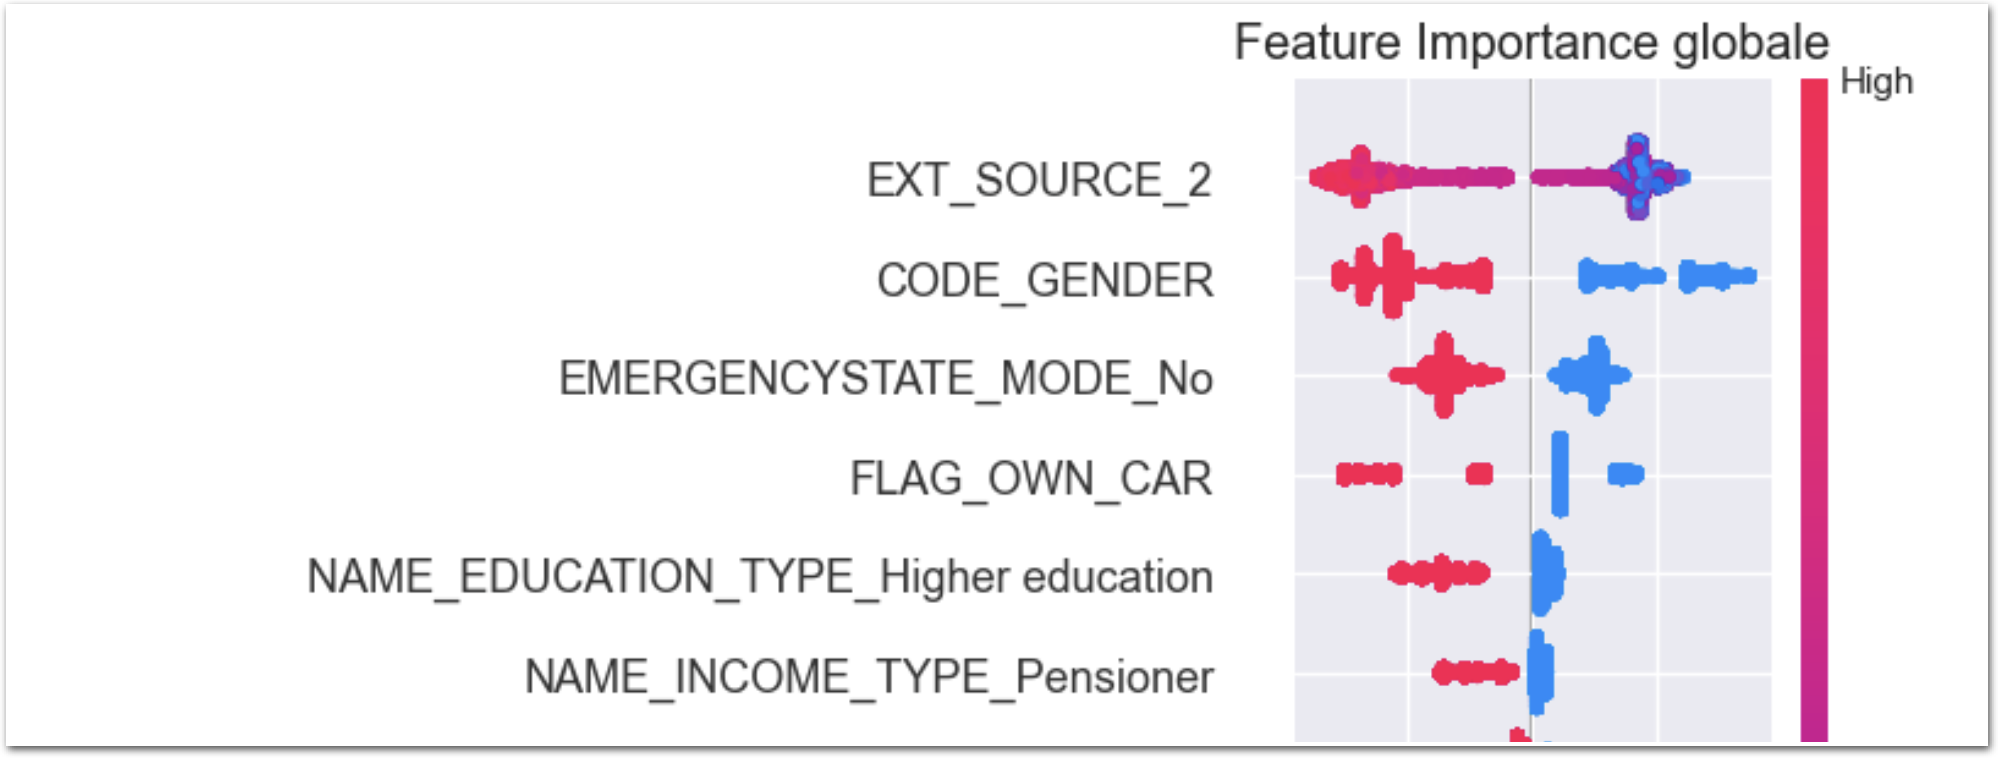 Feature Importance globale
High
EXT_SOURCE_2
CODE_GENDER
EMERGENCYSTATE_MODE_No
FLAG_OWN_CAR
NAME_EDUCATION_TYPE_Higher education
NAME_INCOME_TYPE_Pensioner